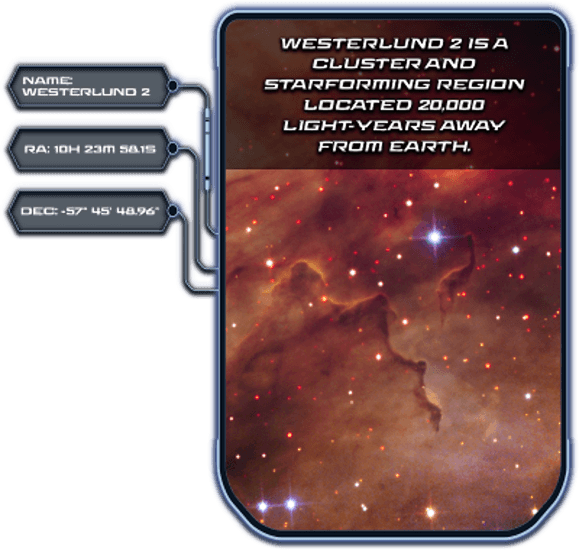 NAME:
WESTERLUND 2
RA: 10H 23M 58.1S
DEC: -57° 45' 48.96"
WESTERLUND 2 IS A
CLUSTER AND
STARFORMING REGION
LOCATED 20,000
LIGHT-YEARS AWAY
FROM EARTH.